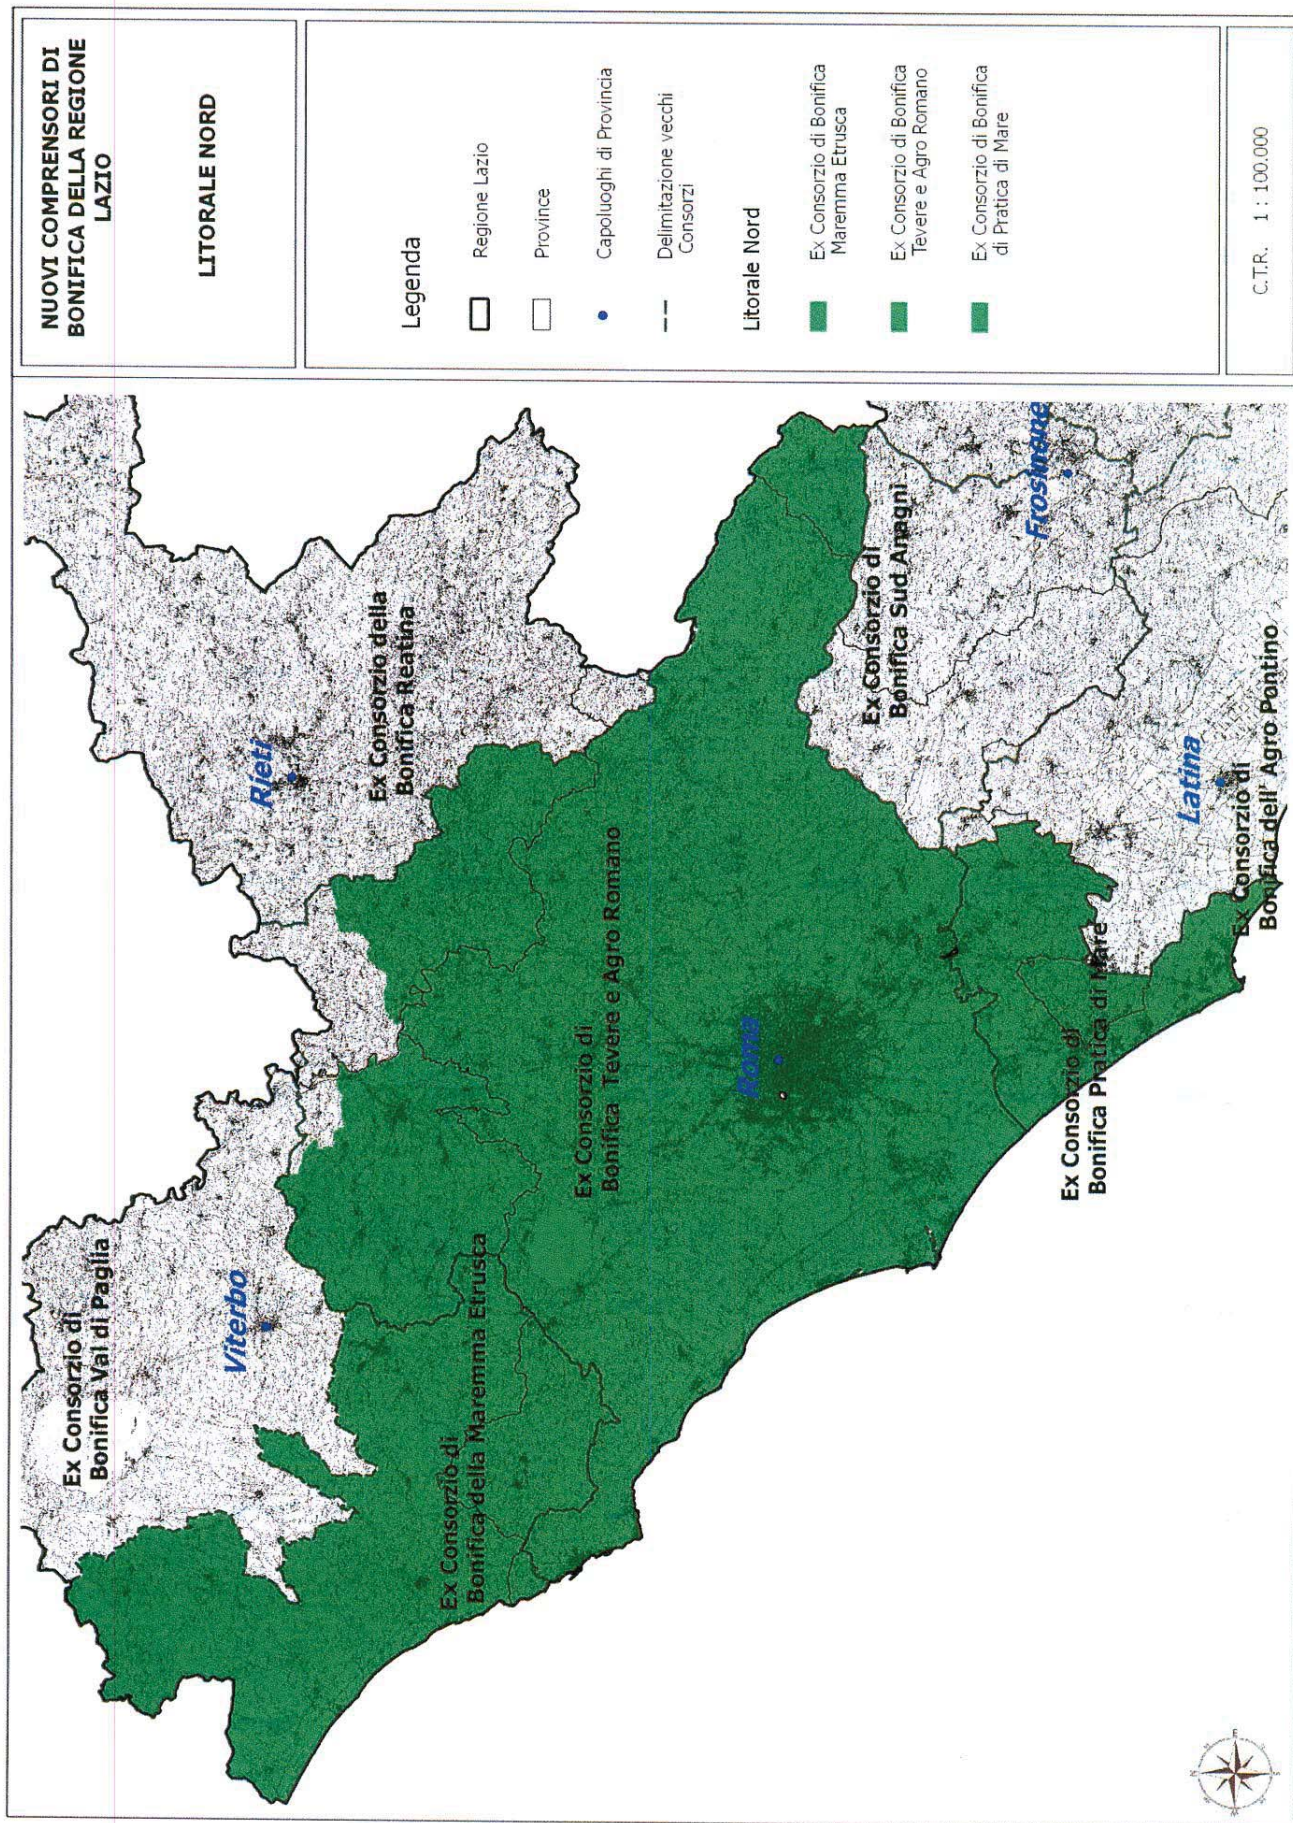 NUOVI COMPRENSORI DI
BONIFICA DELLA REGIONE
LAZIO
LITORALE NORD
Legenda
Regione Lazio
Province
Capoluoghi di Provincia
Delimitazione vecchi
Consorzi
Litorale Nord
Ex Consorzio di Bonifica
Maremma Etrusca
Ex Consorzio di Bonifica
Tevere e Agro Romano
Ex Consorzio di Bonifica
di Pratica di Mare
C.T.R. 1 : 100.000
Ex Consorzio di
Bonifica Val di Paglia
Viterbo
Rieti
Ex Consorzio della
Bonifica Reatina
Ex Consorzio di
Bonifica della Maremma Etrusca
Ex Consorzio di
Bonifica Tevere e Agro Romano
Roma
Ex Consorzio di
Bonifica Sud Anagni
Frosinone
Ex Consorzio di
Bonifica Pratica di Mare
Latina
Ex Consorzio di
Bonifica dell' Agro Pontino
N
E
S
W